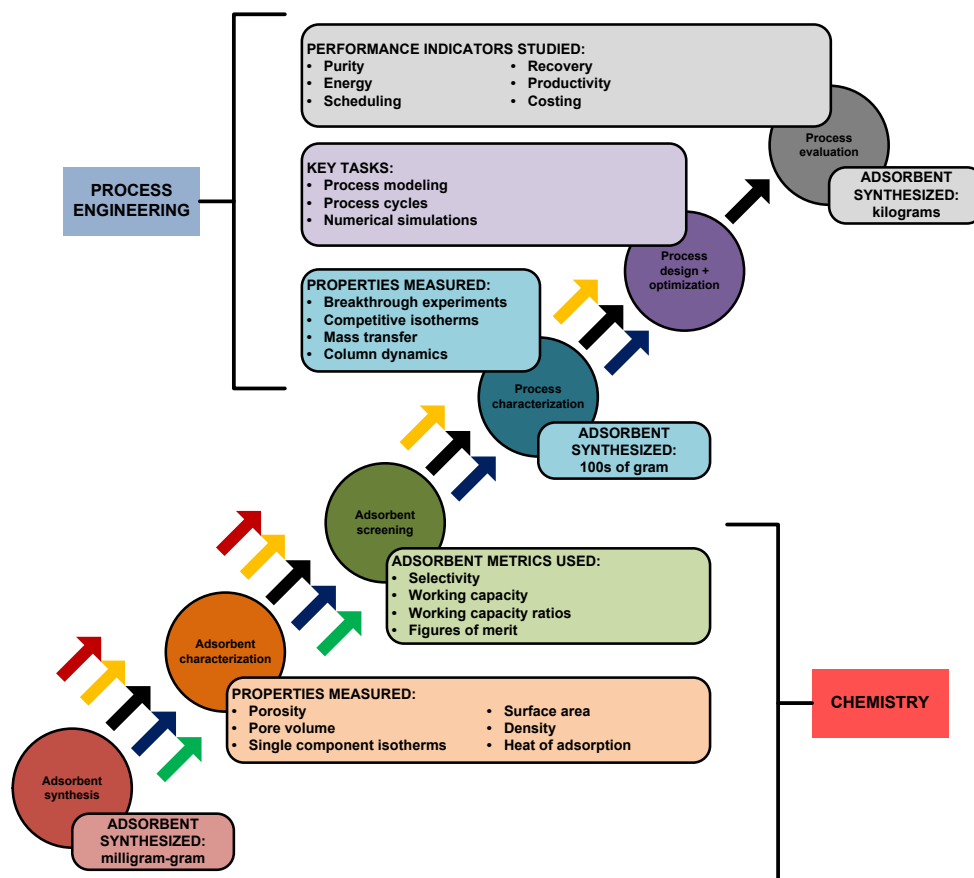 PERFORMANCE INDICATORS STUDIED:
• Purity
• Energy
• Scheduling
• Recovery
• Productivity
• Costing
Process
evaluation
ADSORBENT
SYNTHESIZED:
kilograms
PROCESS
ENGINEERING
KEY TASKS:
• Process modeling
• Process cycles
• Numerical simulations
Process
design +
optimization
PROPERTIES MEASURED:
• Breakthrough experiments
• Competitive isotherms
• Mass transfer
• Column dynamics
Process
characterization
ADSORBENT
SYNTHESIZED:
100s of gram
Adsorbent
screening
ADSORBENT METRICS USED:
• Selectivity
• Working capacity
• Working capacity ratios
• Figures of merit
Adsorbent
characterization
PROPERTIES MEASURED:
• Porosity
• Pore volume
• Single component isotherms
• Surface area
• Density
• Heat of adsorption
CHEMISTRY
Adsorbent
synthesis
ADSORBENT
SYNTHESIZED:
milligram-gram